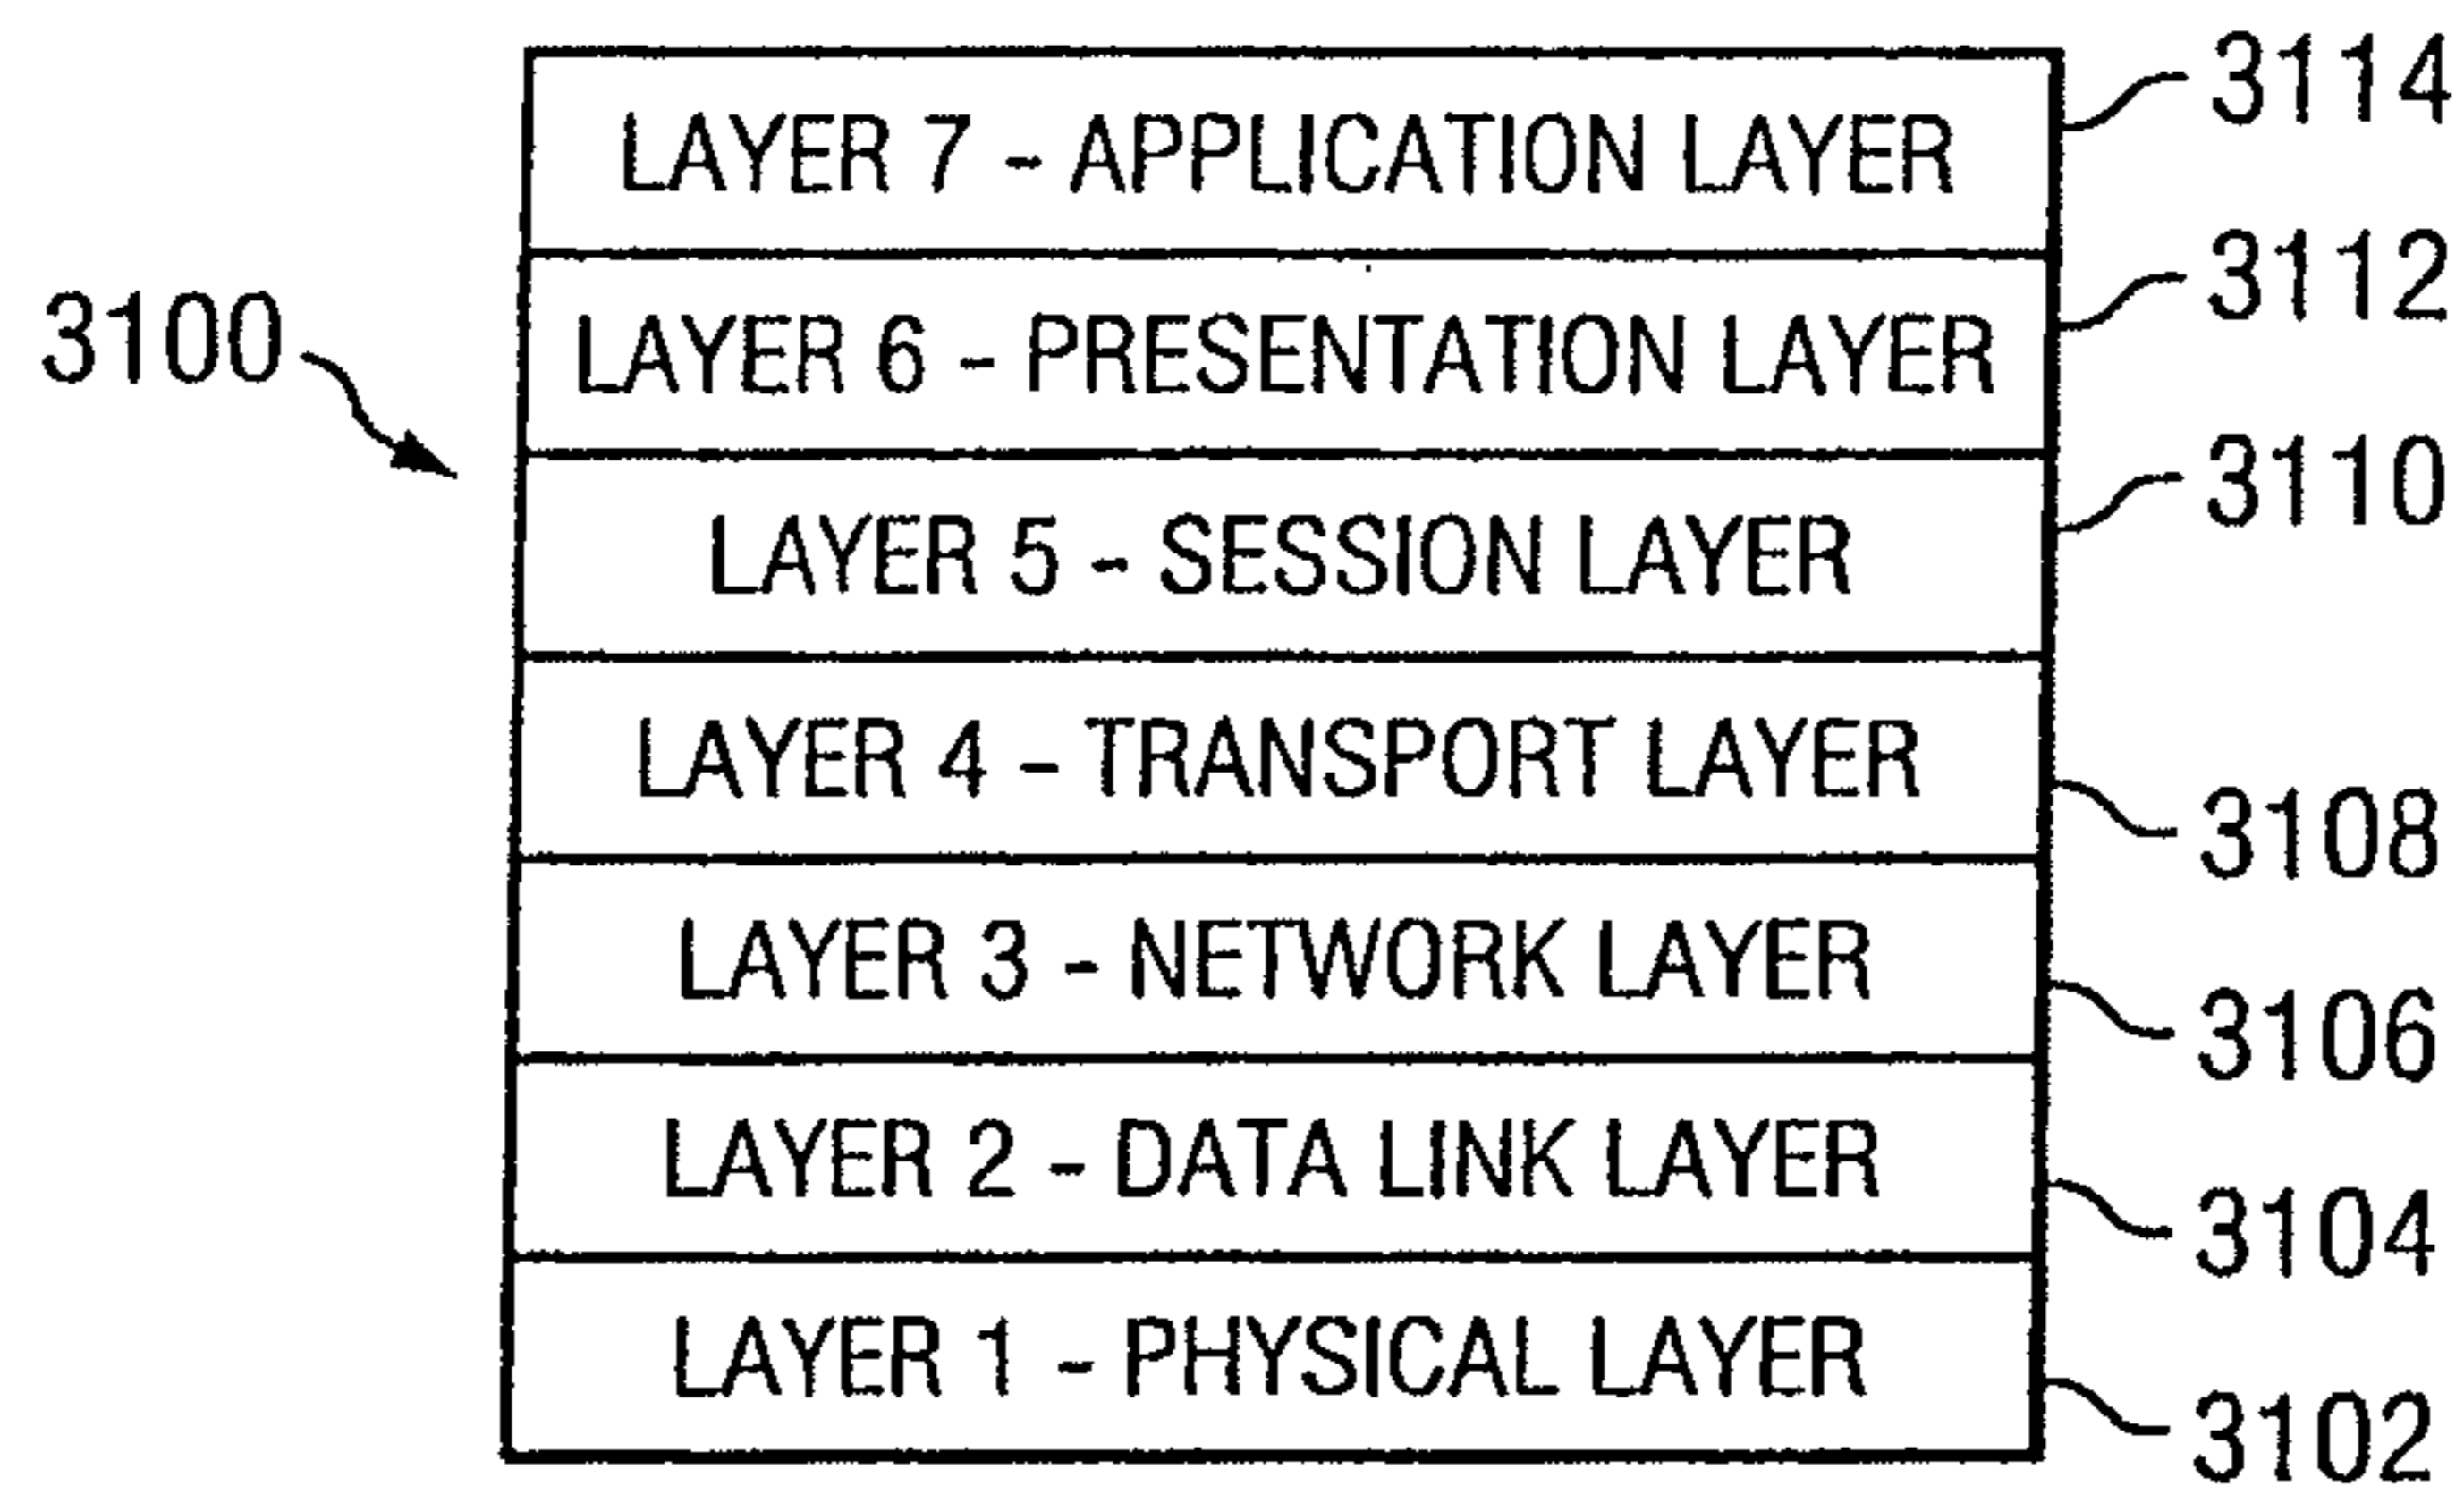 3114
LAYER 7 - APPLICATION LAYER
3112
3100
LAYER 6 - PRESENTATION LAYER
3110
LAYER 5 - SESSION LAYER
LAYER 4 - TRANSPORT LAYER
3108
LAYER 3 - NETWORK LAYER
3106
LAYER 2 - DATA LINK LAYER
3104
LAYER 1 - PHYSICAL LAYER
3102